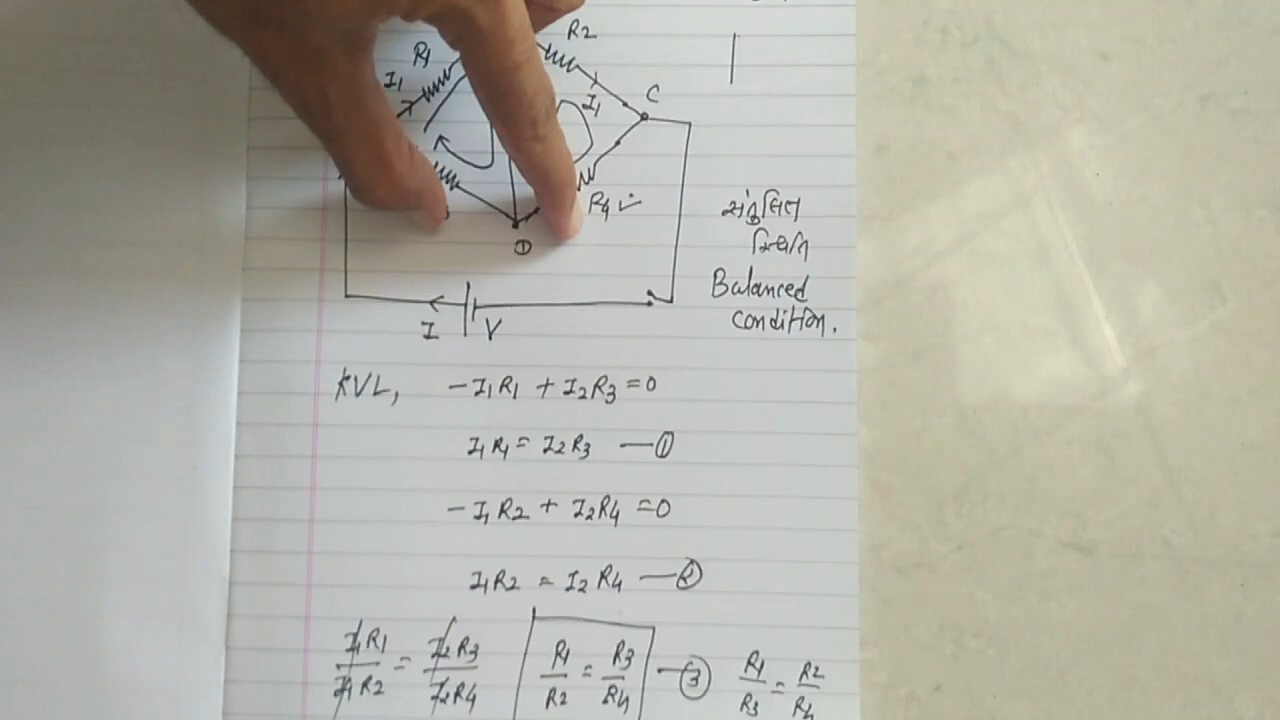 R2
R1
I1
I1
C
R4
D
સંતુલિત
સ્થિતિ
Balanced
condition.
I
V
KVL, -I1R1 + I2R3 = 0
I1R1 = I2R3 —①
-I1R2 + I2R4 = 0
I1R2 = I2R4 —②
I1R1/I1R2 = I2R3/I2R4 R1/R2 = R3/R4 —③ R1/R3 = R2/R4